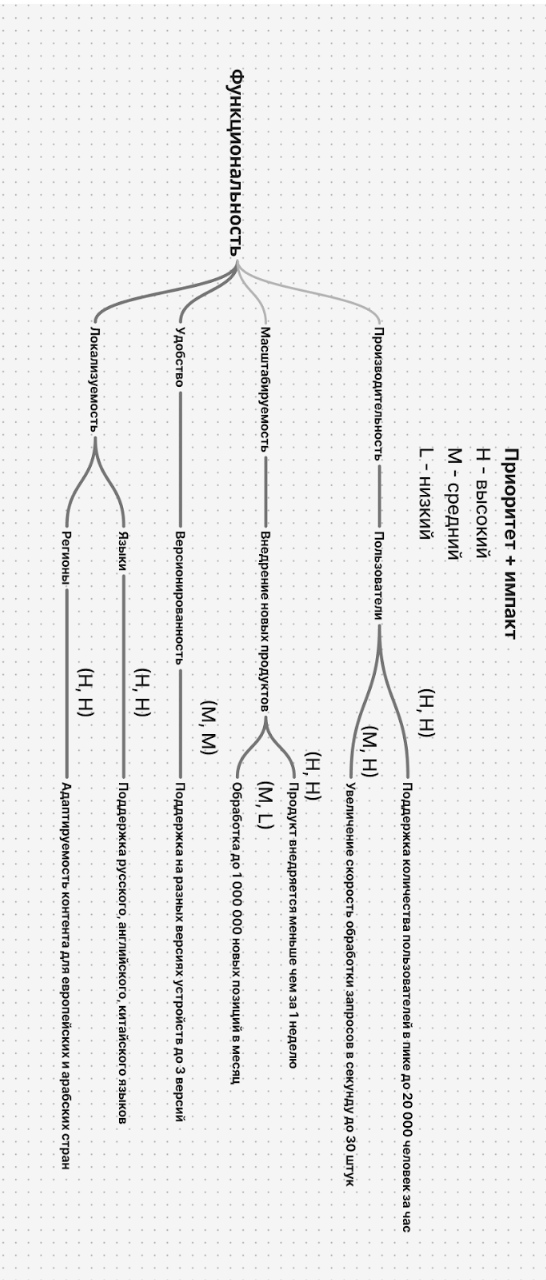 Приоритет + импакт
H - высокий
M - средний
L - низкий
Функциональность
Производительность
Пользователи
(H, H)
Поддержка количества пользователей в пике до 20 000 человек за час
(M, H)
Увеличение скорость обработки запросов в секунду до 30 штук
Масштабируемость
Внедрение новых продуктов
(H, H)
Продукт внедряется меньше чем за 1 неделю
(M, L)
Обработка до 1 000 000 новых позиций в месяц
Удобство
Версионированность
(M, M)
Поддержка на разных версиях устройств до 3 версий
Локализуемость
Языки
(H, H)
Поддержка русского, английского, китайского языков
Регионы
(H, H)
Адаптируемость контента для европейских и арабских стран